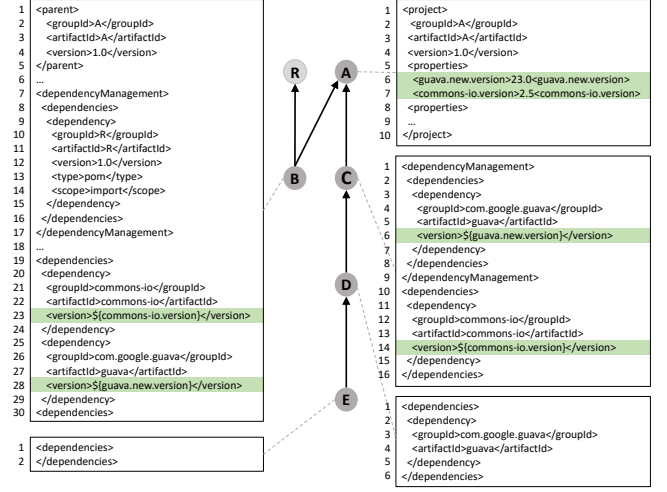 1 <parent>
2 <groupId>A</groupId>
3 <artifactId>A</artifactId>
4 <version>1.0</version>
5 </parent>
6 ...
7 <dependencyManagement>
8 <dependencies>
9 <dependency>
10 <groupId>R</groupId>
11 <artifactId>R</artifactId>
12 <version>1.0</version>
13 <type>pom</type>
14 <scope>import</scope>
15 </dependency>
16 </dependencies>
17 </dependencyManagement>
18 ...
19 <dependencies>
20 <dependency>
21 <groupId>commons-io</groupId>
22 <artifactId>commons-io</artifactId>
23 <version>${commons-io.version}</version>
24 </dependency>
25 <dependency>
26 <groupId>com.google.guava</groupId>
27 <artifactId>guava</artifactId>
28 <version>${guava.new.version}</version>
29 </dependency>
30 <dependencies>
1 <dependencies>
2 </dependencies>
R
A
B
C
D
E
1 <project>
2 <groupId>A</groupId>
3 <artifactId>A</artifactId>
4 <version>1.0</version>
5 <properties>
6 <guava.new.version>23.0<guava.new.version>
7 <commons-io.version>2.5<commons-io.version>
8 <properties>
9 ...
10 </project>
1 <dependencyManagement>
2 <dependencies>
3 <dependency>
4 <groupId>com.google.guava</groupId>
5 <artifactId>guava</artifactId>
6 <version>${guava.new.version}</version>
7 </dependency>
8 </dependencies>
9 </dependencyManagement>
10 <dependencies>
11 <dependency>
12 <groupId>commons-io</groupId>
13 <artifactId>commons-io</artifactId>
14 <version>${commons-io.version}</version>
15 </dependency>
16 </dependencies>
1 <dependencies>
2 <dependency>
3 <groupId>com.google.guava</groupId>
4 <artifactId>guava</artifactId>
5 </dependency>
6 </dependencies>